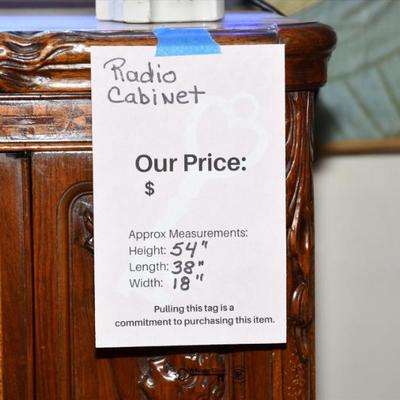 Radio
Cabinet
Our Price:
$
Approx Measurements:
Height: 54"
Length: 38"
Width: 18"
Pulling this tag is a
commitment to purchasing this item.